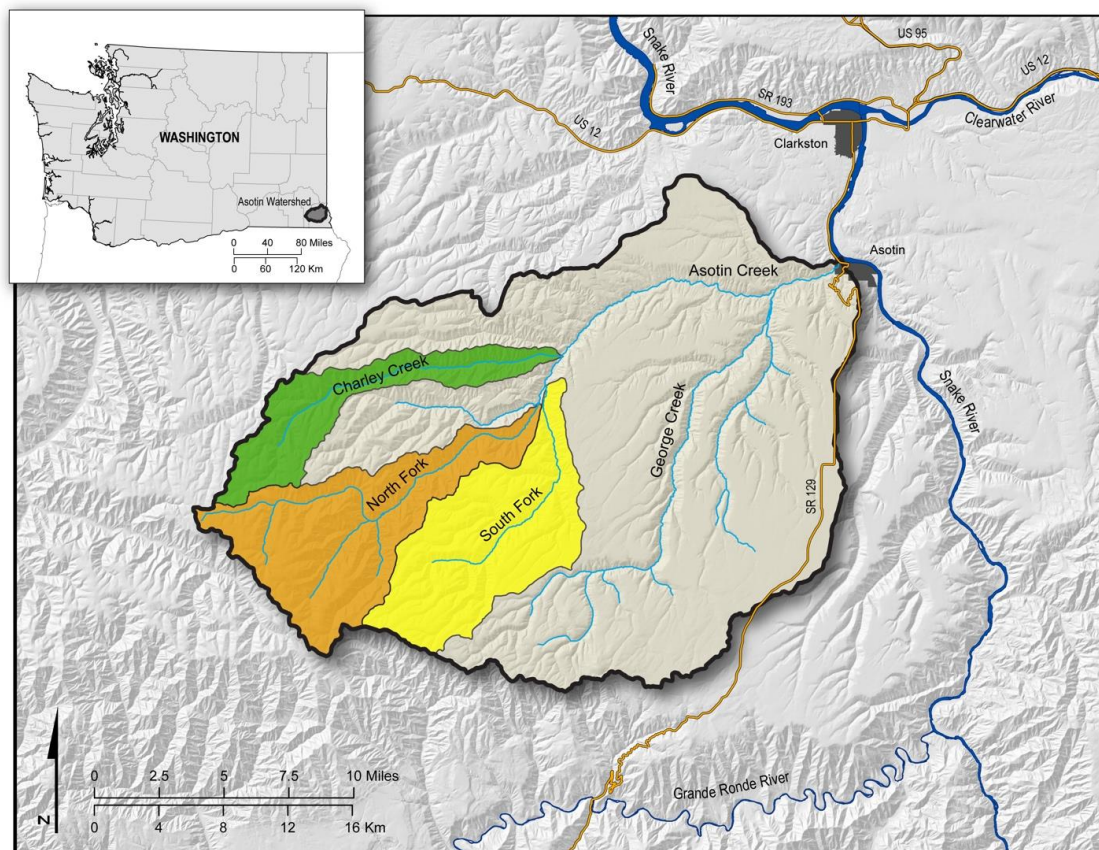 WASHINGTON
Asotin Watershed
0 40 80 Miles
0 60 120 Km
US 95
US 12
Snake River
SR 193
US 12
Clearwater River
Clarkston
Asotin
Asotin Creek
Charley Creek
George Creek
Snake River
North Fork
South Fork
SR 129
0 2.5 5 7.5 10 Miles
0 4 8 12 16 Km
N
Grande Ronde River